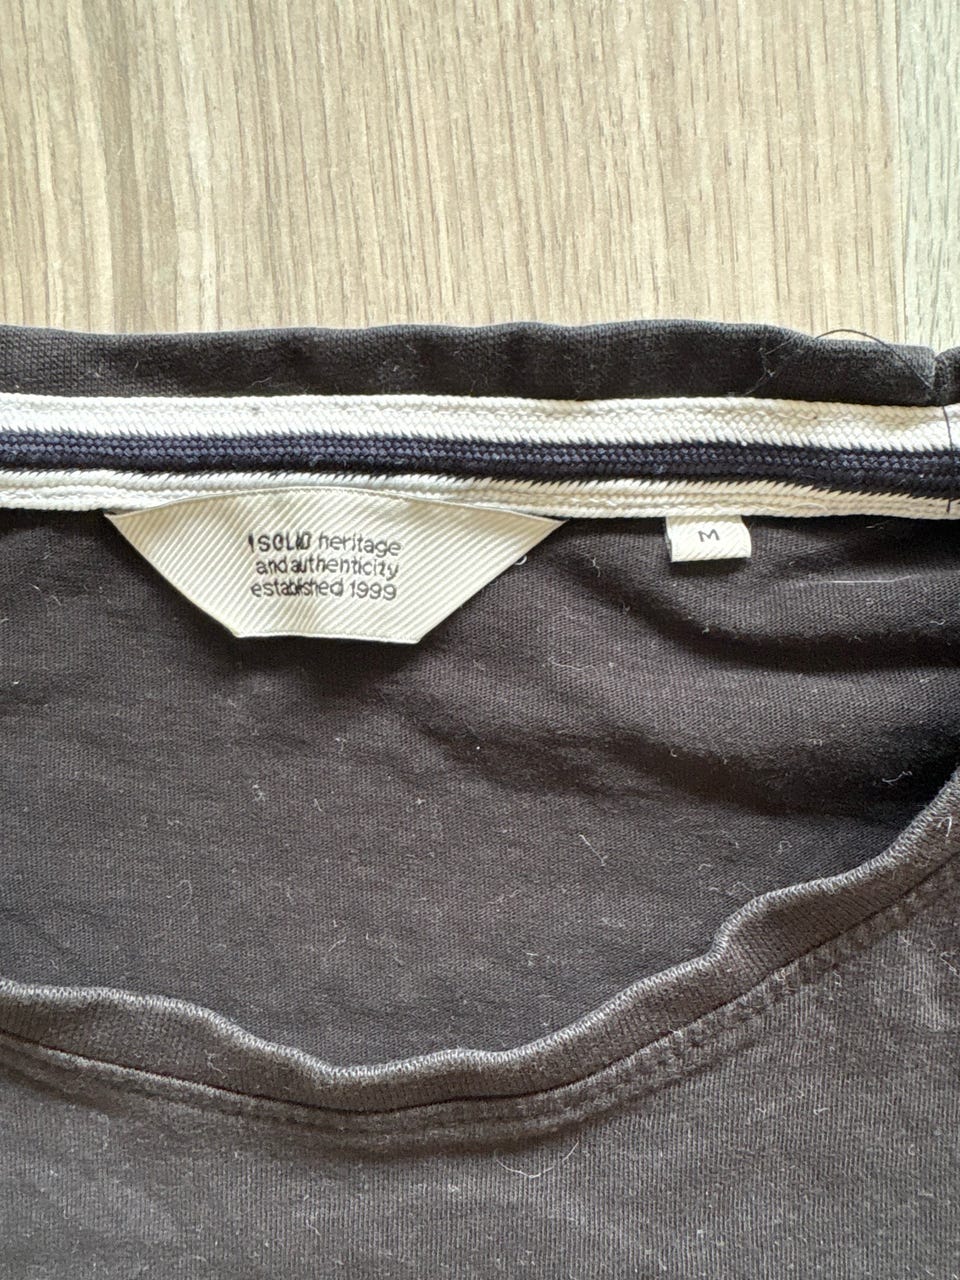 !SOLID heritage
and authenticity
established 1999
M